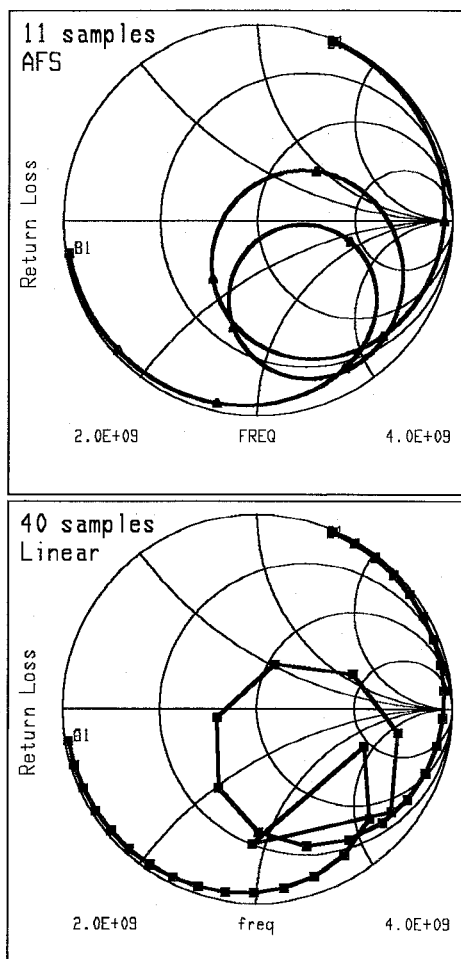 11 samples
AFS
Return Loss
B1
2.0E+09
FREQ
4.0E+09
40 samples
Linear
Return Loss
B1
2.0E+09
freq
4.0E+09